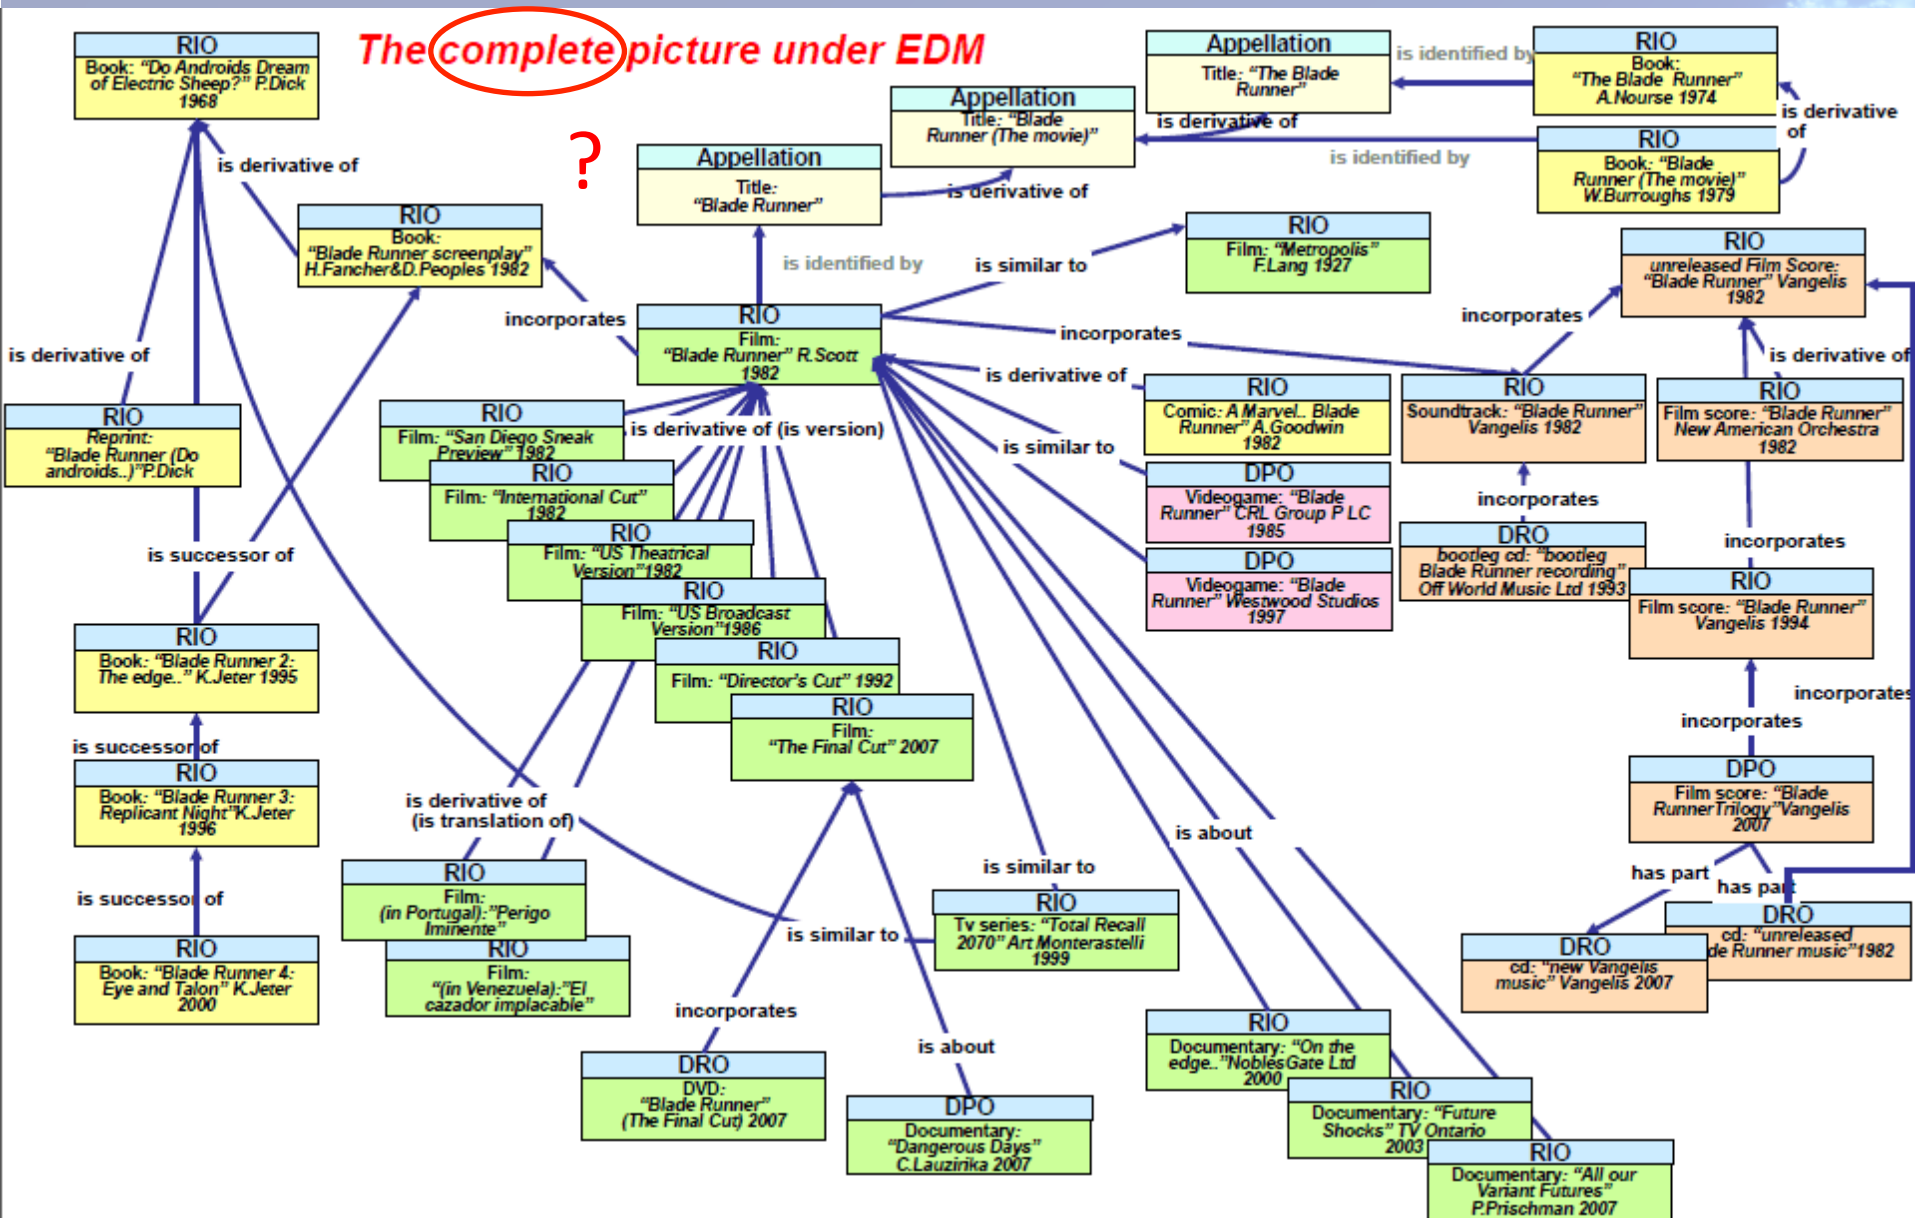 The complete picture under EDM
?
RIO
Book: “Do Androids Dream
of Electric Sheep?” P.Dick
1968
Appellation
Title: “The Blade
Runner”
is identified by
RIO
Book:
“The Blade Runner”
A.Nourse 1974
Appellation
Title: “Blade
Runner (The movie)”
is derivative of
is derivative
of
is identified by
RIO
Book: “Blade
Runner (The movie)”
W.Burroughs 1979
Appellation
Title:
“Blade Runner”
is derivative of
is derivative of
RIO
Book:
“Blade Runner screenplay”
H.Fancher&D.Peoples 1982
is identified by
is similar to
RIO
Film: “Metropolis”
F.Lang 1927
RIO
unreleased Film Score:
“Blade Runner” Vangelis
1982
incorporates
RIO
Film:
“Blade Runner” R.Scott
1982
incorporates
incorporates
is derivative of
is derivative of
is derivative of
RIO
Reprint:
“Blade Runner (Do
androids..)”P.Dick
RIO
Film: “San Diego Sneak
Preview” 1982
is derivative of (is version)
RIO
Film: “International Cut”
1982
RIO
Film: “US Theatrical
Version”1982
RIO
Film: “US Broadcast
Version”1986
RIO
Film: “Director’s Cut” 1992
RIO
Film:
“The Final Cut” 2007
RIO
Comic: A Marvel.. Blade
Runner” A.Goodwin
1982
is similar to
DPO
Videogame: “Blade
Runner” CRL Group P LC
1985
DPO
Videogame: “Blade
Runner” Westwood Studios
1997
RIO
Soundtrack: “Blade Runner”
Vangelis 1982
RIO
Film score: “Blade Runner”
New American Orchestra
1982
incorporates
DRO
bootleg cd: “bootleg
Blade Runner recording”
Off World Music Ltd 1993
incorporates
RIO
Film score: “Blade Runner”
Vangelis 1994
incorporates
incorporates
DPO
Film score: “Blade
RunnerTrilogy”Vangelis
2007
has part
has part
DRO
cd: “unreleased
de Runner music”1982
DRO
cd: “new Vangelis
music” Vangelis 2007
is successor of
RIO
Book: “Blade Runner 2:
The edge..” K.Jeter 1995
is successor of
RIO
Book: “Blade Runner 3:
Replicant Night”K.Jeter
1996
is successor of
RIO
Book: “Blade Runner 4:
Eye and Talon” K.Jeter
2000
is derivative of
(is translation of)
RIO
Film:
(in Portugal):”Perigo
Iminente”
RIO
Film:
“(in Venezuela):”El
cazador implacable”
is similar to
is similar to
RIO
Tv series: “Total Recall
2070” Art Monterastelli
1999
is about
incorporates
is about
DRO
DVD:
“Blade Runner”
(The Final Cut) 2007
DPO
Documentary:
“Dangerous Days”
C.Lauzirika 2007
RIO
Documentary: “On the
edge..”NoblesGate Ltd
2000
RIO
Documentary: “Future
Shocks” TV Ontario
2003
RIO
Documentary: “All our
Variant Futures”
P.Prischman 2007